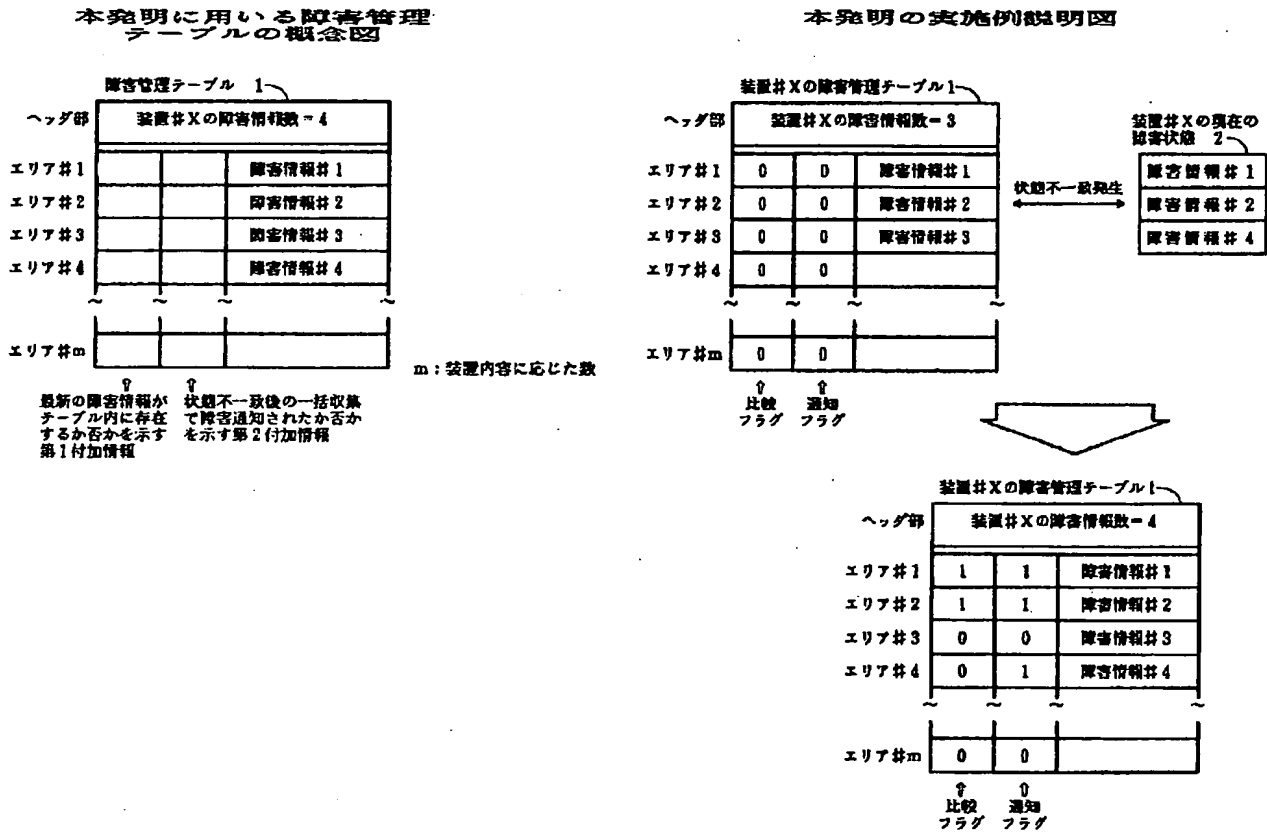 本発明に用いる障害管理
テーブルの概念図
障害管理テーブル 1
ヘッダ部 装置#Xの障害情報数=4
エリア#1 障害情報#1
エリア#2 障害情報#2
エリア#3 障害情報#3
エリア#4 障害情報#4
~ ~ ~ ~
エリア#m
m:装置内容に応じた数
⇧ ⇧
最新の障害情報が 状態不一致後の一括収集
テーブル内に存在 で障害通知されたか否か
するか否かを示す を示す第2付加情報
第1付加情報
本発明の実施例説明図
装置#Xの障害管理テーブル1
ヘッダ部 装置#Xの障害情報数=3
エリア#1 0 0 障害情報#1
エリア#2 0 0 障害情報#2
エリア#3 0 0 障害情報#3
エリア#4 0 0
~ ~ ~ ~
エリア#m 0 0
⇧ ⇧
比較 通知
フラグ フラグ
状態不一致発生
装置#Xの現在の
障害状態 2
障害情報#1
障害情報#2
障害情報#4
装置#Xの障害管理テーブル1
ヘッダ部 装置#Xの障害情報数=4
エリア#1 1 1 障害情報#1
エリア#2 1 1 障害情報#2
エリア#3 0 0 障害情報#3
エリア#4 0 1 障害情報#4
~ ~ ~ ~
エリア#m 0 0
⇧ ⇧
比較 通知
フラグ フラグ